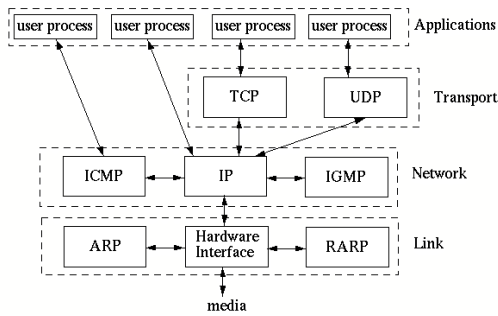 user process user process user process user process Applications
TCP UDP Transport
ICMP IP IGMP Network
ARP Hardware Interface RARP Link
media